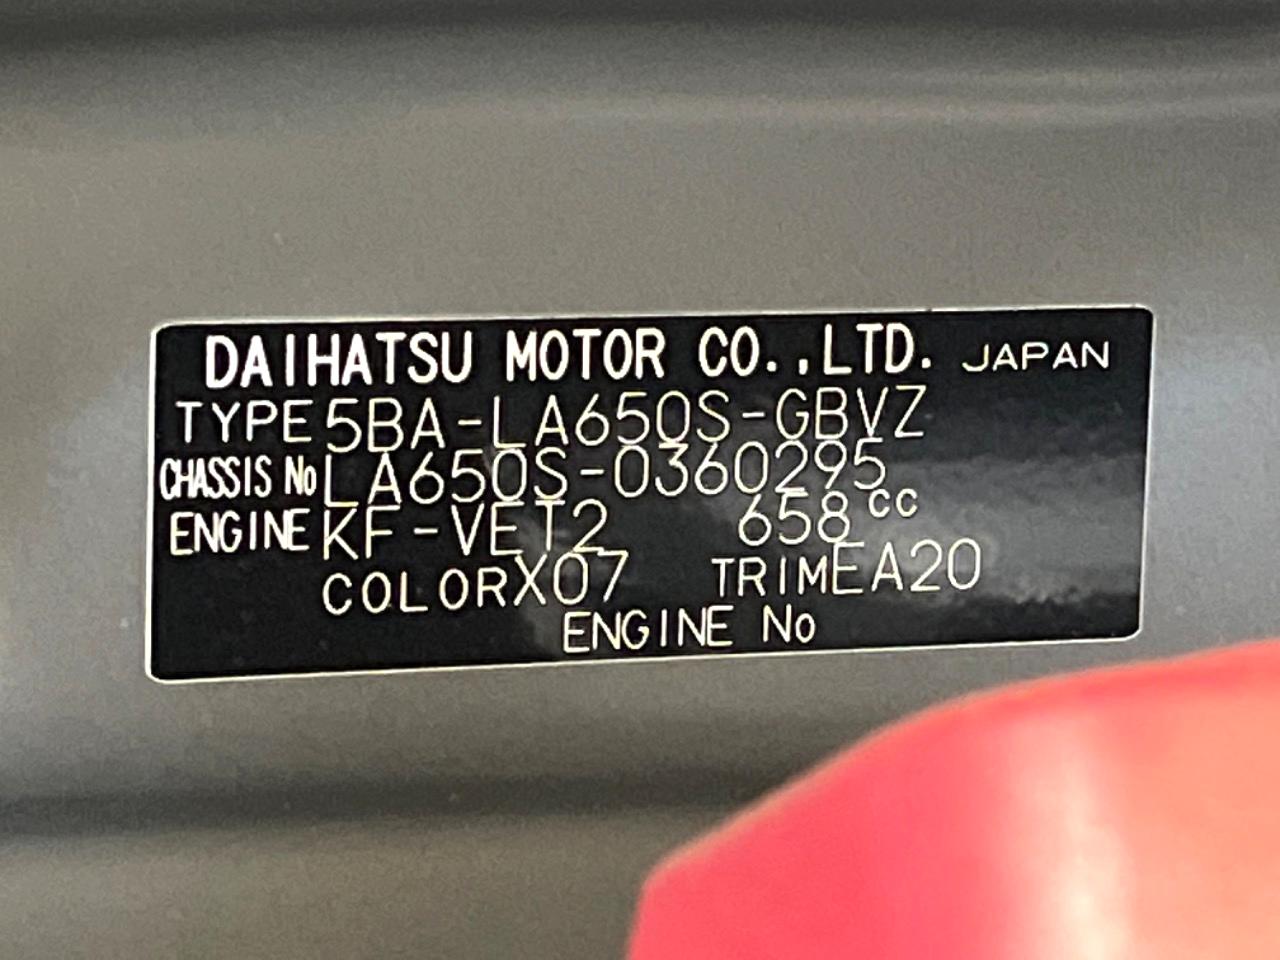 DAIHATSU MOTOR CO.,LTD. JAPAN
TYPE 5BA-LA650S-GBVZ
CHASSIS No LA650S-0360295
ENGINE KF-VET2 658cc
COLOR X07 TRIM EA20
ENGINE No